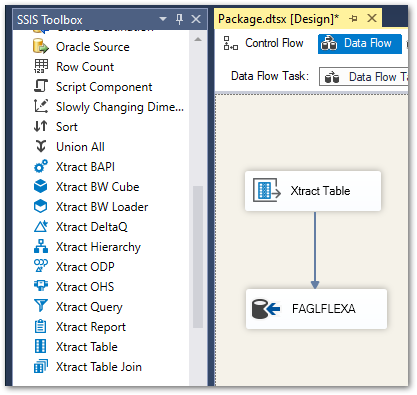 SSIS Toolbox
Package.dtsx [Design]*
Oracle Destination
Oracle Source
Row Count
Script Component
Slowly Changing Dime...
Sort
Union All
Xtract BAPI
Xtract BW Cube
Xtract BW Loader
Xtract DeltaQ
Xtract Hierarchy
Xtract ODP
Xtract OHS
Xtract Query
Xtract Report
Xtract Table
Xtract Table Join
Control Flow
Data Flow
Data Flow Task:
Data Flow Ta
Xtract Table
FAGLFLEXA